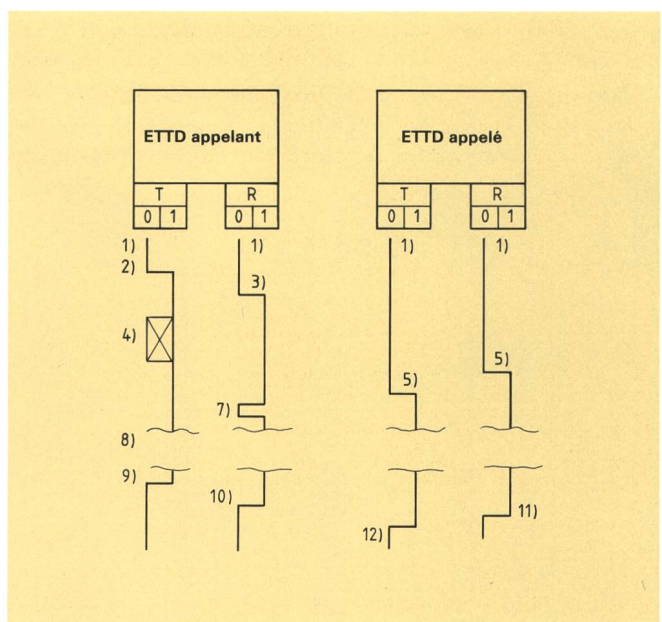 ETTD appelant ETTD appelé
T R T R
0 1 0 1 0 1 0 1
1) 1) 1) 1)
2)
3)
4)
5)
5)
7)
8)
9)
10)
11)
12)